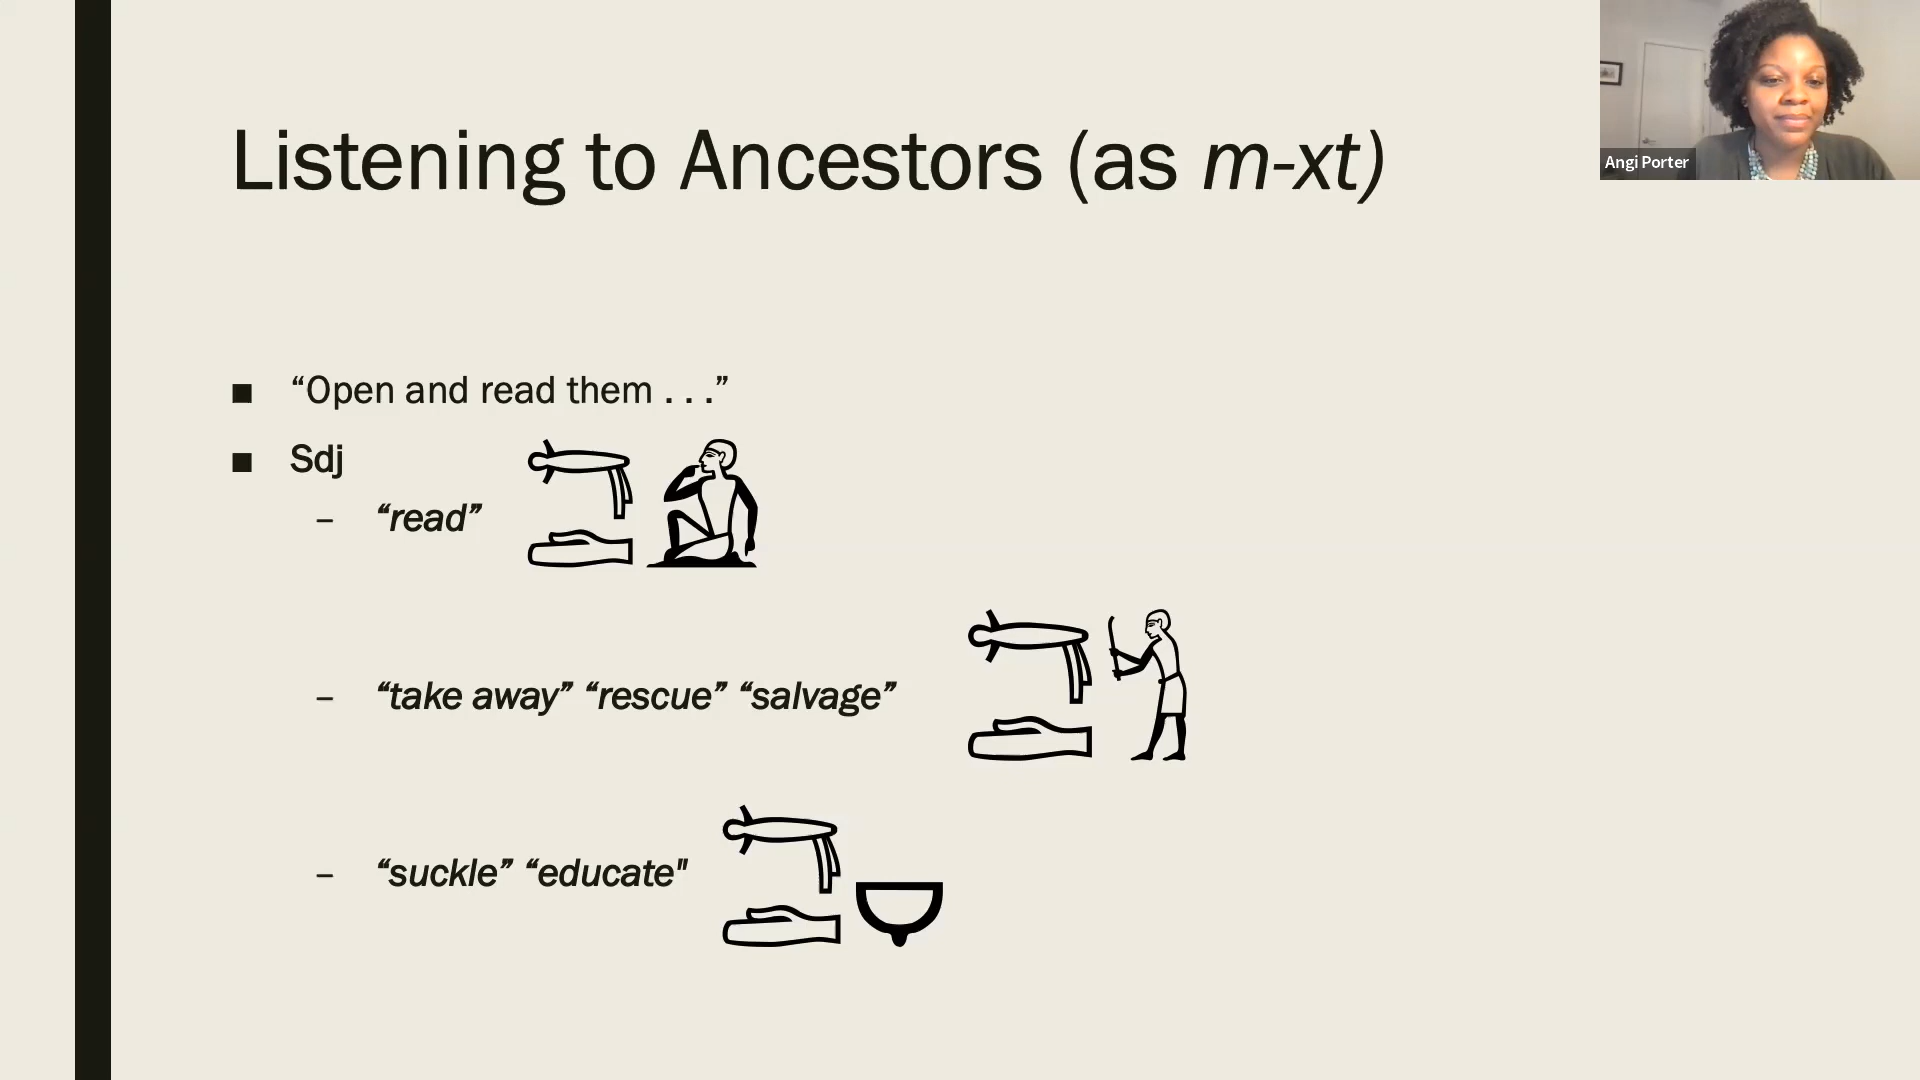 Listening to Ancestors (as m-xt)
Angi Porter
■ “Open and read them . . .”
■ Sdj
– “read”
– “take away” “rescue” “salvage”
– “suckle” “educate"